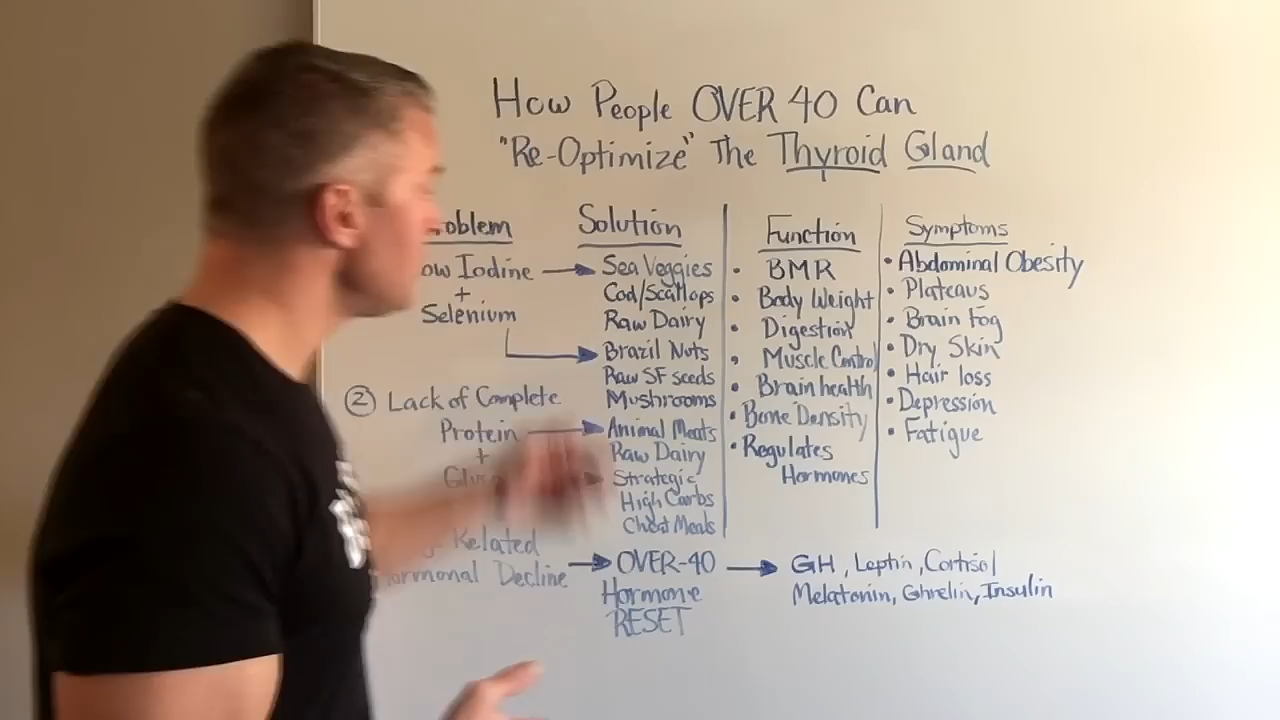 How People OVER 40 Can
"Re-Optimize" The Thyroid Gland
oblem
Solution
Function
Symptoms
ow Iodine
+
Selenium
Sea Veggies
Cod/Scallops
Raw Dairy
Brazil Nuts
Raw SF seeds
Mushrooms
② Lack of Complete
Protein
+
Animal Meats
Raw Dairy
Strategic
High Carbs
Cheat Meals
Related
ormonal Decline
OVER-40
Hormone
RESET
• BMR
• Body Weight
• Digestion
• Muscle Control
• Brain health
• Bone Density
• Regulates
Hormones
• Abdominal Obesity
• Plateaus
• Brain Fog
• Dry Skin
• Hair loss
• Depression
• Fatigue
GH, Leptin, Cortisol
Melatonin, Ghrelin, Insulin